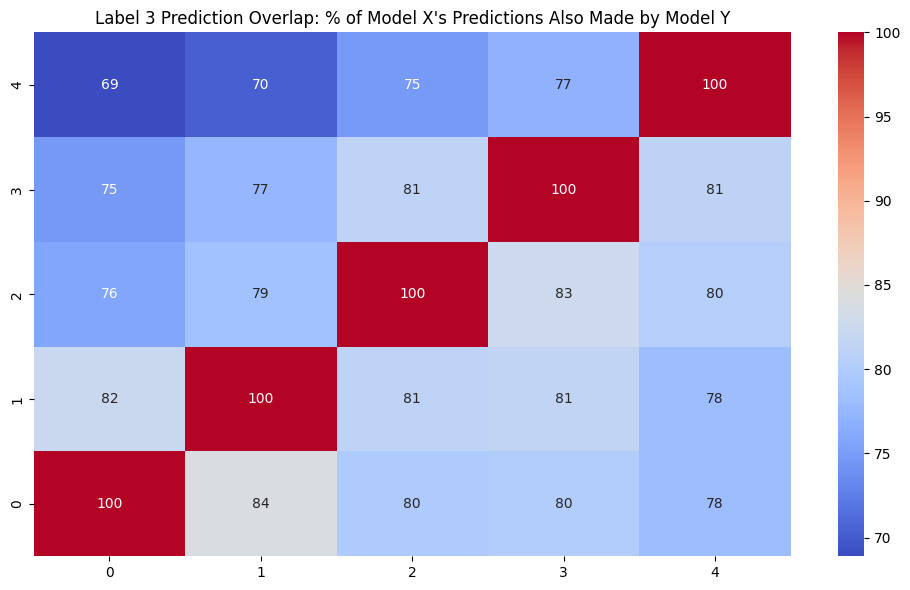 Label 3 Prediction Overlap: % of Model X's Predictions Also Made by Model Y
4 69 70 75 77 100
3 75 77 81 100 81
2 76 79 100 83 80
1 82 100 81 81 78
0 100 84 80 80 78
0 1 2 3 4
100
95
90
85
80
75
70